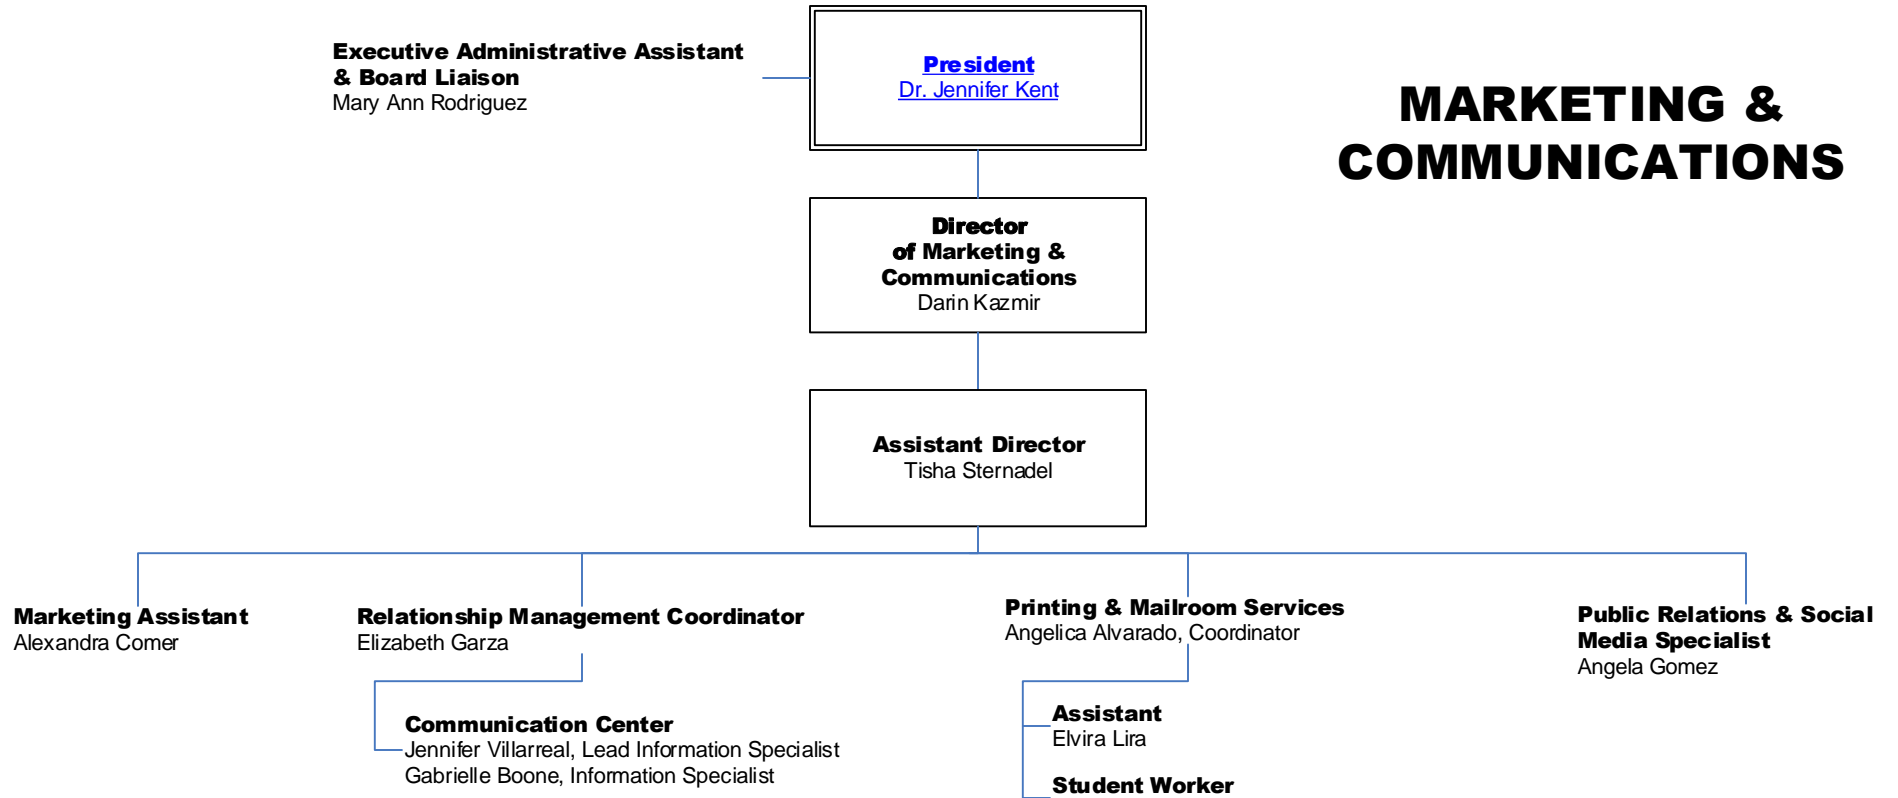 Executive Administrative Assistant
& Board Liaison
Mary Ann Rodriguez
President
Dr. Jennifer Kent
MARKETING &
COMMUNICATIONS
Director
of Marketing &
Communications
Darin Kazmir
Assistant Director
Tisha Sternadel
Marketing Assistant
Alexandra Comer
Relationship Management Coordinator
Elizabeth Garza
Communication Center
Jennifer Villarreal, Lead Information Specialist
Gabrielle Boone, Information Specialist
Printing & Mailroom Services
Angelica Alvarado, Coordinator
Assistant
Elvira Lira
Student Worker
Public Relations & Social
Media Specialist
Angela Gomez